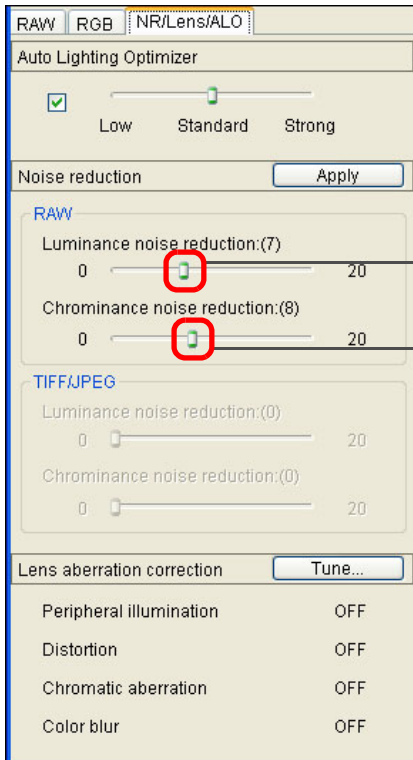 RAW RGB NR/Lens/ALO
Auto Lighting Optimizer
Low Standard Strong
Noise reduction Apply
RAW
Luminance noise reduction:(7)
0 20
Chrominance noise reduction:(8)
0 20
TIFF/JPEG
Luminance noise reduction:(0)
0 20
Chrominance noise reduction:(0)
0 20
Lens aberration correction Tune...
Peripheral illumination OFF
Distortion OFF
Chromatic aberration OFF
Color blur OFF